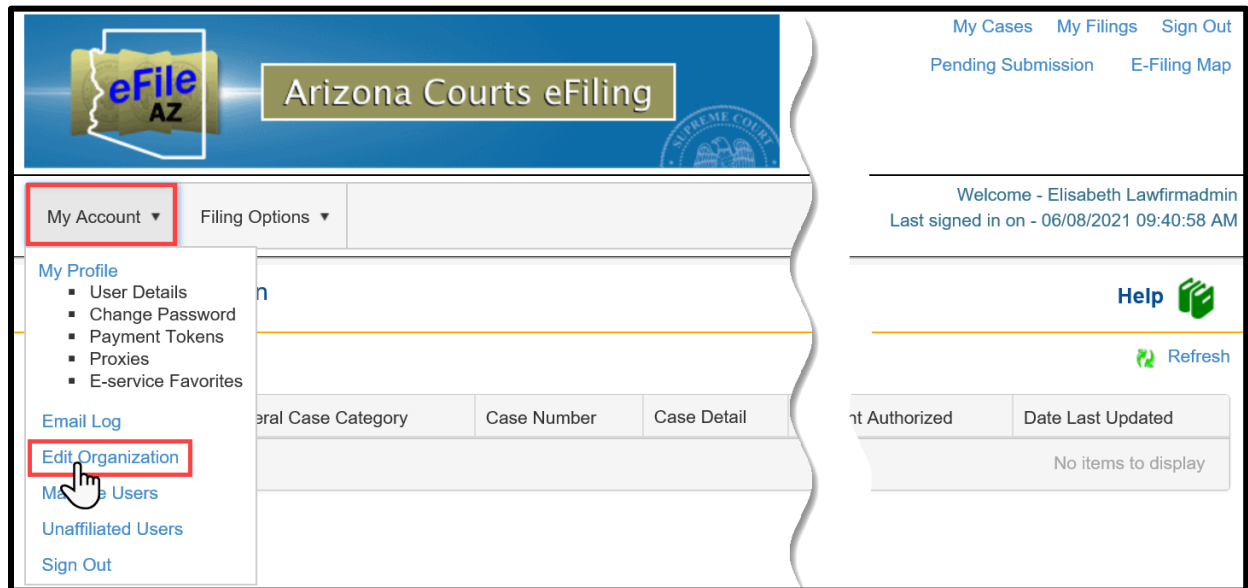 My Cases My Filings Sign Out
Pending Submission E-Filing Map
eFile
AZ
Arizona Courts eFiling
SUPREME COU
Welcome - Elisabeth Lawfirmadmin
Last signed in on - 06/08/2021 09:40:58 AM
My Account ▼ Filing Options ▼
My Profile
▪ User Details
▪ Change Password
▪ Payment Tokens
▪ Proxies
▪ E-service Favorites
Email Log
Edit Organization
Users
Unaffiliated Users
Sign Out
n
Help
Refresh
eral Case Category Case Number Case Detail nt Authorized Date Last Updated
No items to display